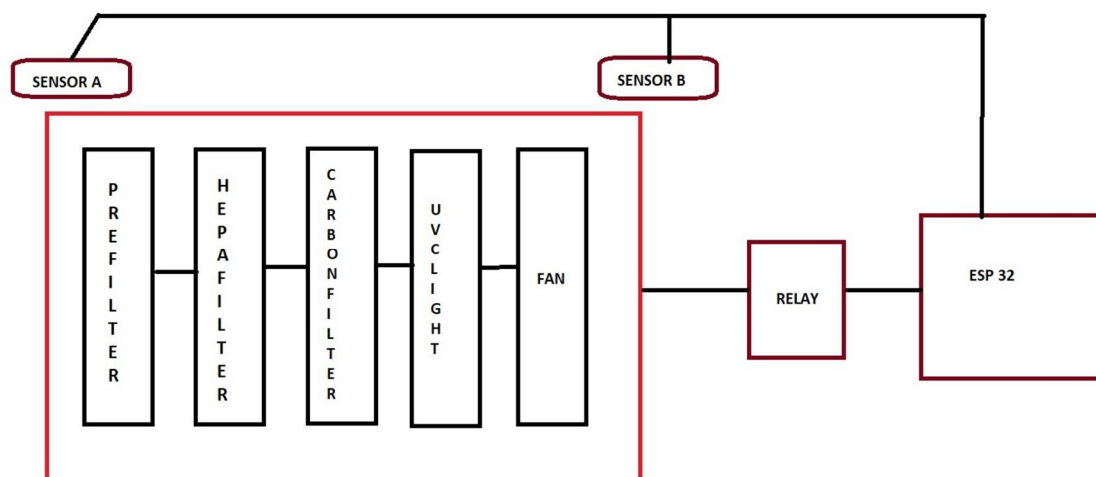 SENSOR A
SENSOR B
PREFILTER
HEPAFILTER
CARBONFILTER
UVCLIGHT
FAN
RELAY
ESP 32